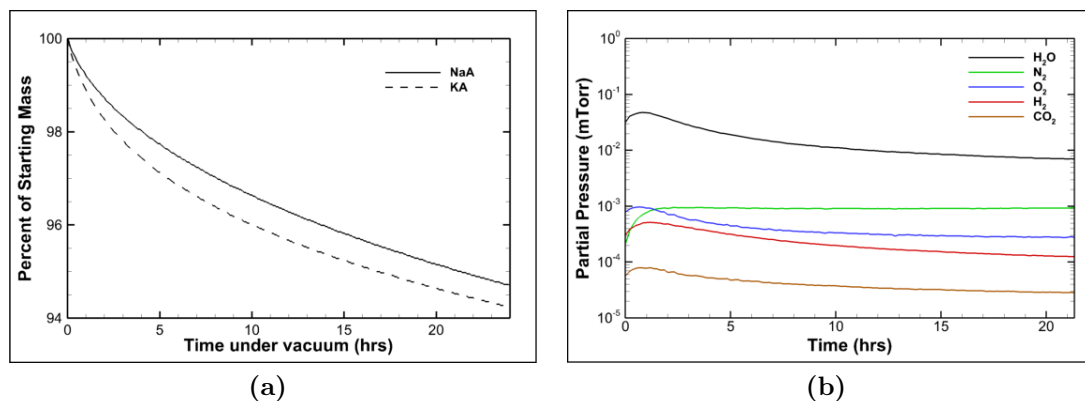 100
98
96
94
Percent of Starting Mass
NaA
KA
0 5 10 15 20
Time under vacuum (hrs)
(a)
10⁰
10⁻¹
10⁻²
10⁻³
10⁻⁴
10⁻⁵
Partial Pressure (mTorr)
H₂O
N₂
O₂
H₂
CO₂
0 5 10 15 20
Time (hrs)
(b)